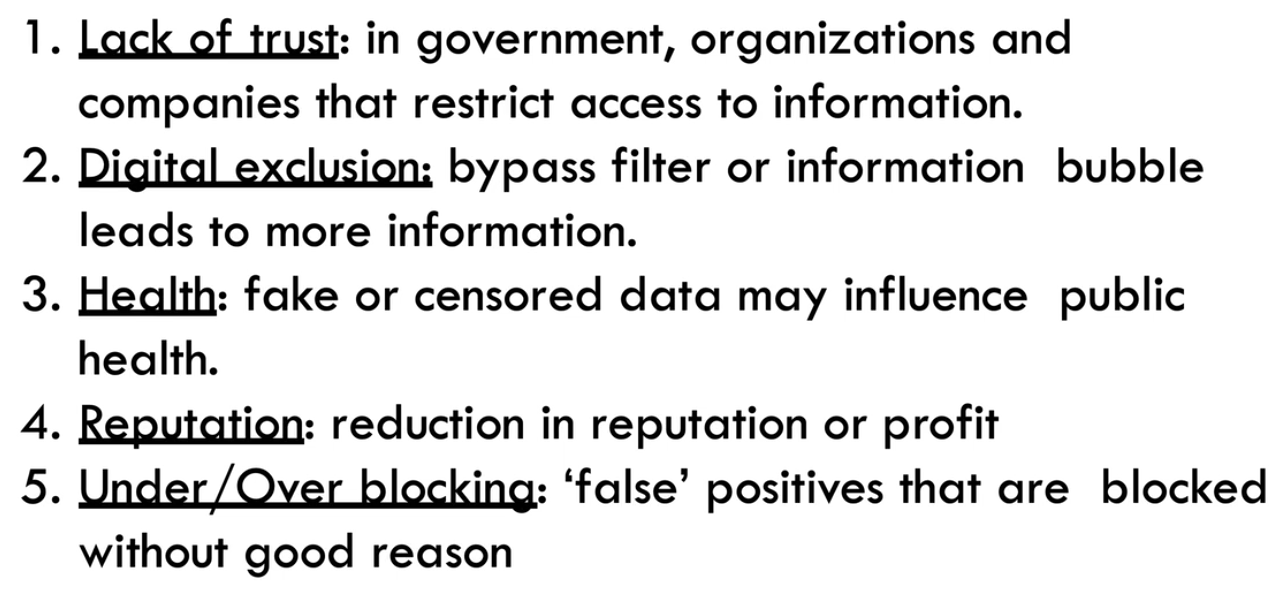 1. Lack of trust: in government, organizations and
companies that restrict access to information.
2. Digital exclusion: bypass filter or information bubble
leads to more information.
3. Health: fake or censored data may influence public
health.
4. Reputation: reduction in reputation or profit
5. Under/Over blocking: ‘false’ positives that are blocked
without good reason